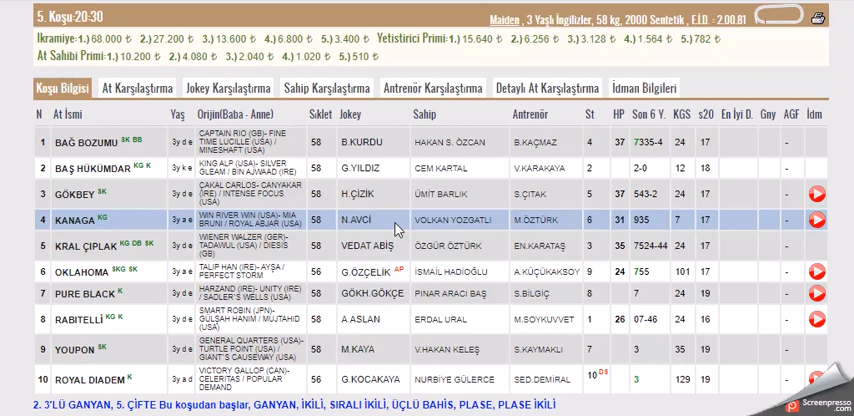 5. Koşu:20-30
Maiden , 3 Yaşlı İngilizler, 58 kg, 2000 Sentetik , E.İ.D. : 2.00.81
İkramiye: 1.) 68.000 ₺ 2.) 27.200 ₺ 3.) 13.600 ₺ 4.) 6.800 ₺ 5.) 3.400 ₺ Yetistirici Primi: 1.) 15.640 ₺ 2.) 6.256 ₺ 3.) 3.128 ₺ 4.) 1.564 ₺ 5.) 782 ₺
At Sahibi Primi: 1.) 10.200 ₺ 2.) 4.080 ₺ 3.) 2.040 ₺ 4.) 1.020 ₺ 5.) 510 ₺
Koşu Bilgisi At Karşılaştırma Jokey Karşılaştırma Sahip Karşılaştırma Antrenör Karşılaştırma Detaylı At Karşılaştırma İdman Bilgileri
N At İsmi Yaş Orijin(Baba - Anne) Sıklet Jokey Sahip Antrenör St HP Son 6 Y. KGS s20 En İyi D. Gny AGF İdm
1 BAĞ BOZUMU SK BB 3y d e CAPTAIN RIO (GB)- FINE TIME LUCILLE (USA) / MINESHAFT (USA) 58 B.KURDU HAKAN S. ÖZCAN B.KAÇMAZ 4 37 7335-4 24 17 -
2 BAŞ HÜKÜMDAR KG K 3y k e KING ALP (USA)- SILVER GLEAM / BIN AJWAAD (IRE) 58 G.YILDIZ CEM KARTAL V.KARAKAYA 2 2-0 12 18 -
3 GÖKBEY SK 3y d e CAKAL CARLOS- CANYAKAR (IRE) / INTENSE FOCUS (USA) 58 H.ÇİZİK ÜMİT BARLIK S.ÇITAK 5 37 543-2 24 17 -
4 KANAGA KG 3y a e WIN RIVER WIN (USA)- MIA BRUNI / ROYAL ABJAR (USA) 58 N.AVCİ VOLKAN YOZGATLI M.ÖZTÜRK 6 31 935 7 17 -
5 KRAL ÇIPLAK KG DB SK 3y d e WIENER WALZER (GER)- TADAWUL (USA) / DIESIS (GB) 58 VEDAT ABİŞ ÖZGÜR ÖZTÜRK EN.KARATAŞ 3 35 7524-4 24 17 -
6 OKLAHOMA SKG SK 3y a e TALIP HAN (IRE)- AYŞA / PERFECT STORM 56 G.ÖZÇELİK AP İSMAİL HADİOĞLU A.KÜÇÜKAKSOY 9 24 755 101 17 -
7 PURE BLACK K 3y d e HARZAND (IRE)- UNITY (IRE) / SADLER'S WELLS (USA) 58 GÖKH.GÖKÇE PINAR ARACI BAŞ S.BİLGİÇ 8 7 24 19 -
8 RABITELLİ KG K 3y d e SMART ROBIN (JPN)- GÜLŞAH HANIM / MUJTAHID (USA) 58 A.ASLAN ERDAL URAL M.SOYKUVVET 1 26 07-46 24 16 -
9 YOUPON SK 3y d e GENERAL QUARTERS (USA)- TURTLE POINT (USA) / GIANT'S CAUSEWAY (USA) 58 M.KAYA V.HAKAN KELEŞ S.KAYMAKLI 7 3 35 19 -
10 ROYAL DIADEM K 3y a d VICTORY GALLOP (CAN)- CELERITAS / POPULAR DEMAND 56 G.KOCAKAYA NURBİYE GÜLERCE SED.DEMİRAL 10 DS 3 129 19 -
2. 3'LÜ GANYAN, 5. ÇİFTE Bu koşudan başlar, GANYAN, İKİLİ, SIRALI İKİLİ, ÜÇLÜ BAHİS, PLASE, PLASE İKİLİ
Screenpresso